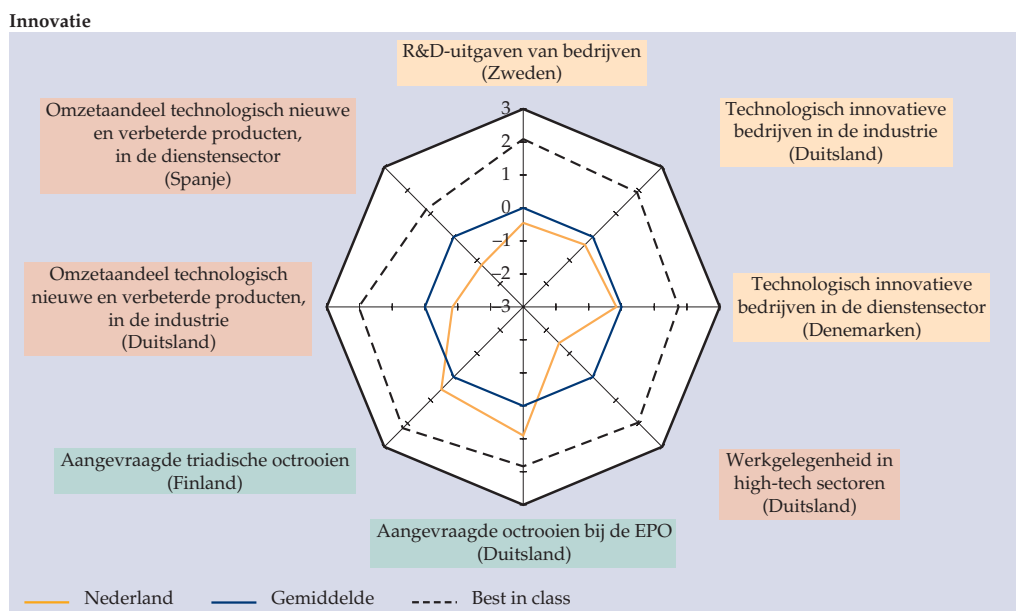 Innovatie
R&D-uitgaven van bedrijven
(Zweden)
Omzetaandeel technologisch nieuwe
en verbeterde producten,
in de dienstensector
(Spanje)
Technologisch innovatieve
bedrijven in de industrie
(Duitsland)
3
2
1
0
–1
–2
–3
Omzetaandeel technologisch
nieuwe en verbeterde producten,
in de industrie
(Duitsland)
Technologisch innovatieve
bedrijven in de dienstensector
(Denemarken)
Aangevraagde triadische octrooien
(Finland)
Werkgelegenheid in
high-tech sectoren
(Duitsland)
Aangevraagde octrooien bij de EPO
(Duitsland)
Nederland
Gemiddelde
Best in class